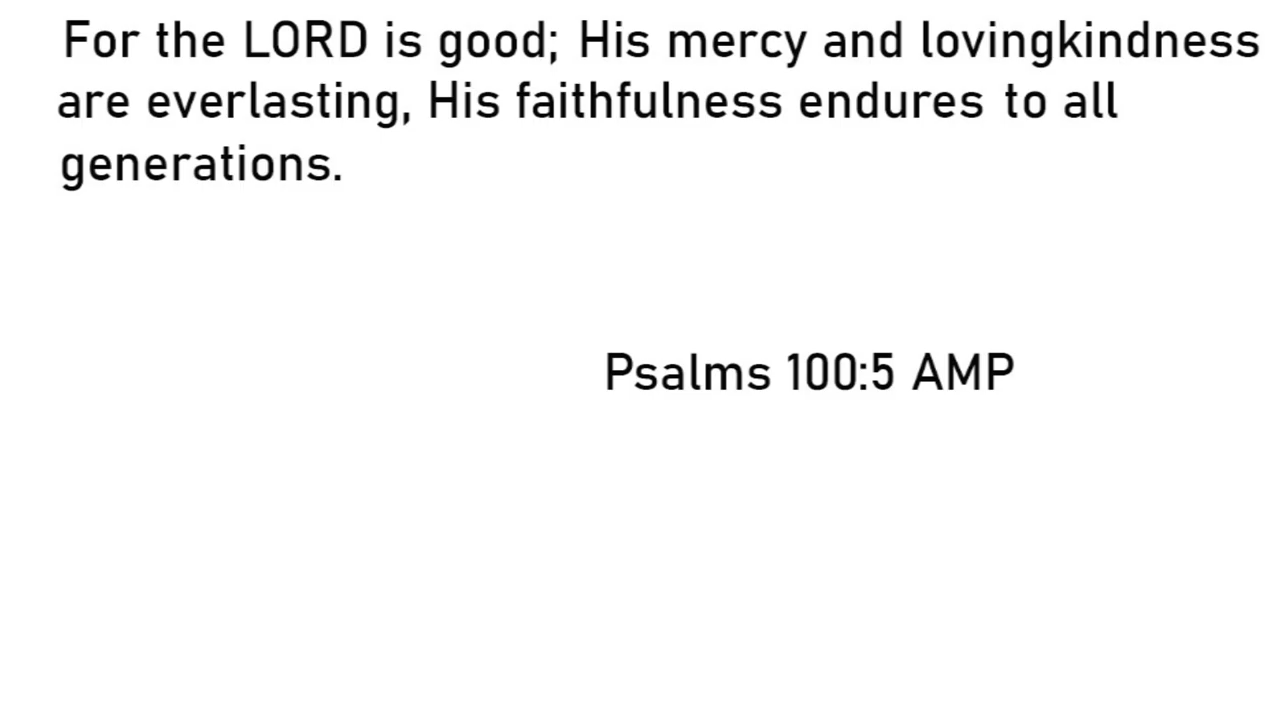 For the LORD is good; His mercy and lovingkindness
are everlasting, His faithfulness endures to all
generations.
Psalms 100:5 AMP